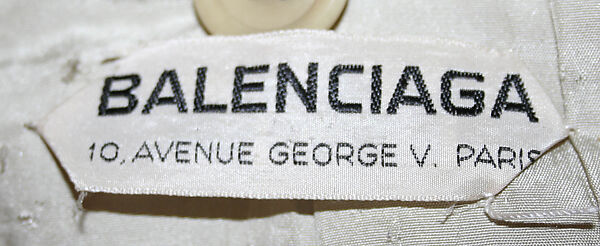 BALENCIAGA
10, AVENUE GEORGE V. PARIS